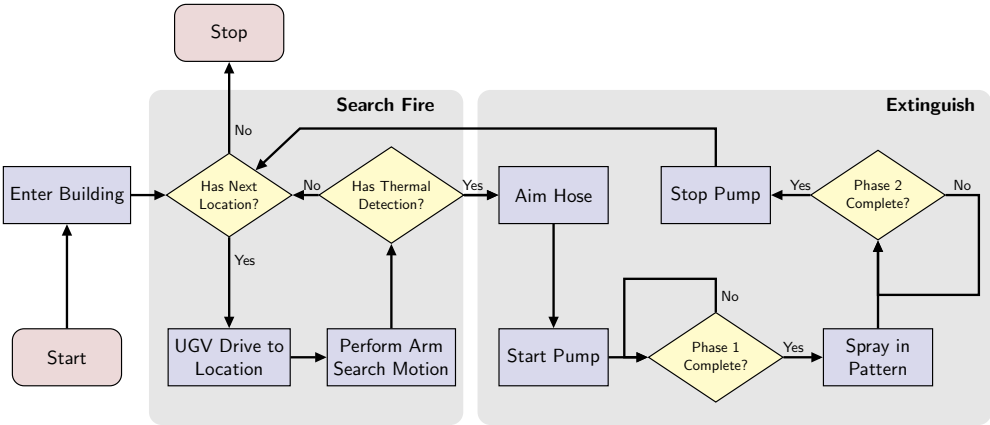 Stop
Search Fire
Extinguish
No
Enter Building
Has Next
Location?
No
Has Thermal
Detection?
Yes
Aim Hose
Stop Pump
Yes
Phase 2
Complete?
No
Yes
No
Start
UGV Drive to
Location
Perform Arm
Search Motion
Start Pump
Phase 1
Complete?
Yes
Spray in
Pattern